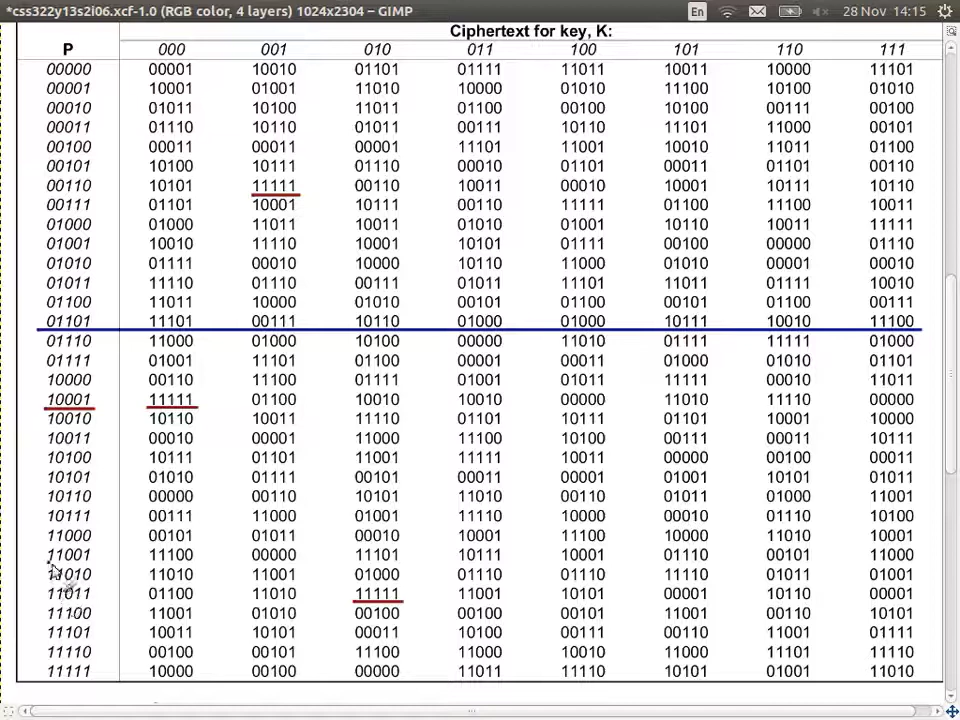 *css322y13s2i06.xcf-1.0 (RGB color, 4 layers) 1024x2304 – GIMP En 28 Nov 14:15
Ciphertext for key, K:
P 000 001 010 011 100 101 110 111
00000 00001 10010 01101 01111 11011 10011 10000 11101
00001 10001 01001 11010 10000 01010 11100 10100 01010
00010 01011 10100 11011 01100 00100 10100 00111 00100
00011 01110 10110 01011 00111 10110 11101 11000 00101
00100 00011 00011 00001 11101 11001 10010 11011 01100
00101 10100 10111 01110 00010 01101 00011 01101 00110
00110 10101 11111 00110 10011 00010 10001 10111 10110
00111 01101 10001 10111 00110 11111 01100 11100 10011
01000 01000 11011 10011 01010 01001 10110 10011 11111
01001 10010 11110 10001 10101 01111 00100 00000 01110
01010 01111 00010 10000 10110 11000 01010 00001 00010
01011 11110 01110 00111 01011 11101 11011 01111 10010
01100 11011 10000 01010 00101 01100 00101 01100 00111
01101 11101 00111 10110 01000 01000 10111 10010 11100
01110 11000 01000 10100 00000 11010 01111 11111 01000
01111 01001 11101 01100 00001 00011 01000 01010 01101
10000 00110 11100 01111 01001 01011 11111 00010 11011
10001 11111 01100 10010 10010 00000 11010 11110 00000
10010 10110 10011 11110 01101 10111 01101 10001 10000
10011 00010 00001 11000 11100 10100 00111 00011 10111
10100 10111 01101 11001 11111 10011 00000 00100 00011
10101 01010 01111 00101 00011 00001 01001 10101 01011
10110 00000 00110 10101 11010 00110 01011 01000 11001
10111 00111 11000 01001 11110 10000 00010 01110 10100
11000 00101 01011 00010 10001 11100 10000 11010 10001
11001 11100 00000 11101 10111 10001 01110 00101 11000
11010 11010 11001 01000 01110 01110 11110 01011 01001
11011 01100 11010 11111 11001 10101 00001 10110 00001
11100 11001 01010 00100 00100 00101 11001 00110 10101
11101 10011 10101 00011 10100 00111 00110 11001 01111
11110 00100 00101 11100 11000 10010 11000 11101 11110
11111 10000 00100 00000 11011 11110 10101 01001 11010